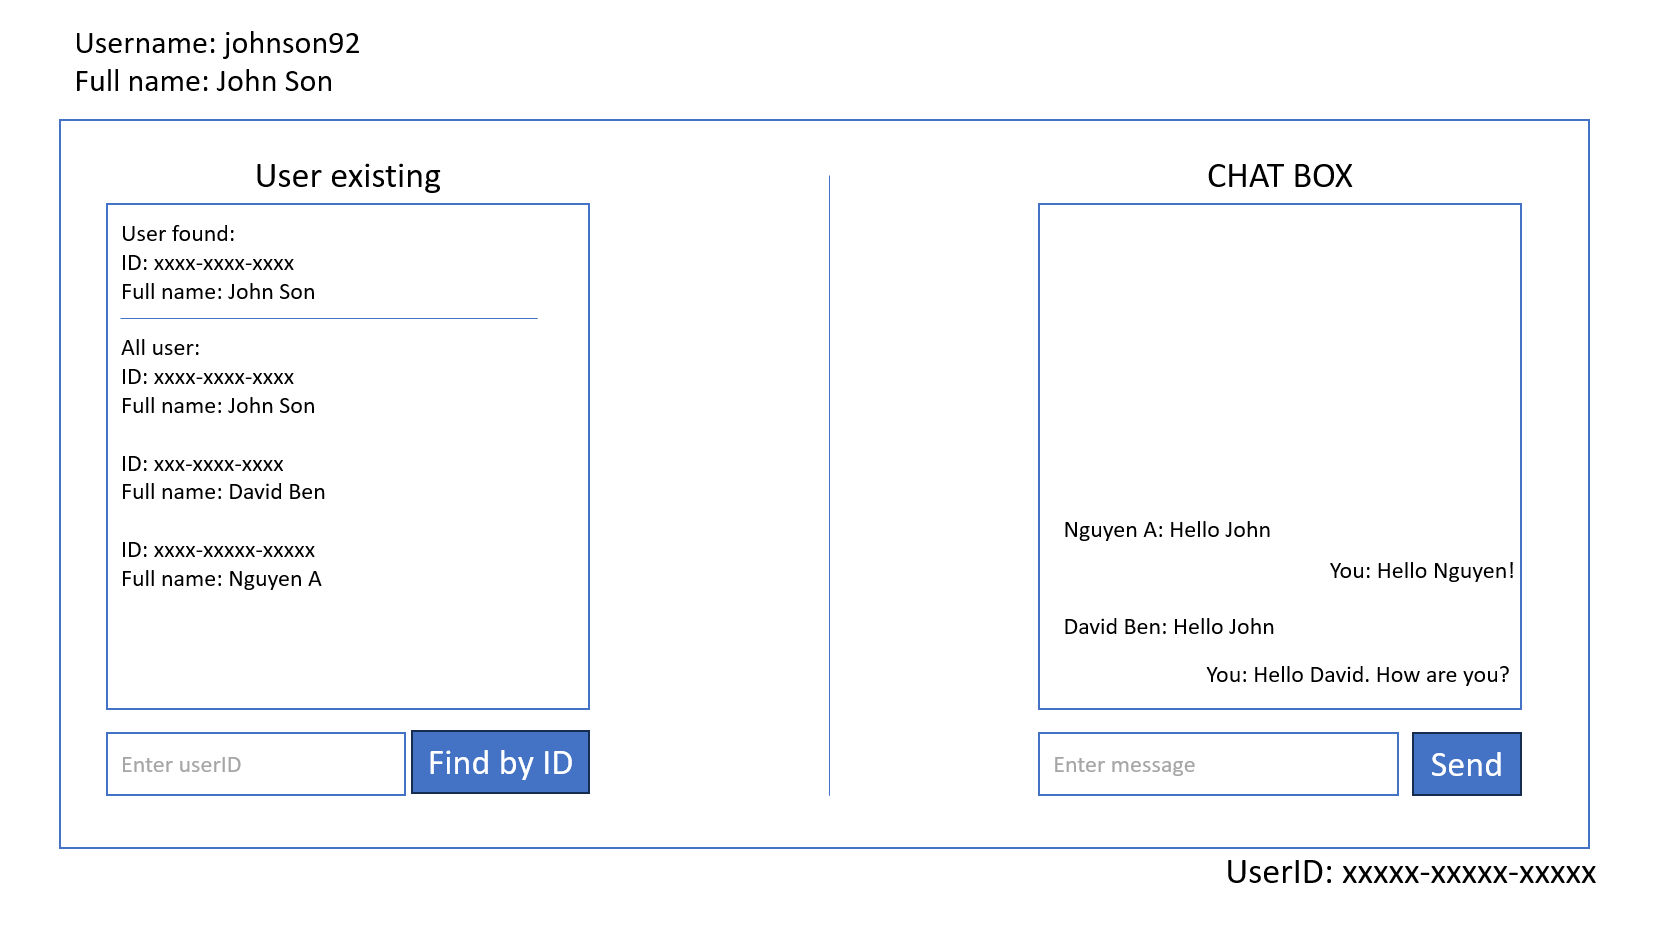 Username: johnson92
Full name: John Son
User existing
User found:
ID: xxxx-xxxx-xxxx
Full name: John Son
All user:
ID: xxxx-xxxx-xxxx
Full name: John Son
ID: xxx-xxxx-xxxx
Full name: David Ben
ID: xxxx-xxxxx-xxxxx
Full name: Nguyen A
Enter userID
Find by ID
CHAT BOX
Nguyen A: Hello John
You: Hello Nguyen!
David Ben: Hello John
You: Hello David. How are you?
Enter message
Send
UserID: xxxxx-xxxxx-xxxxx